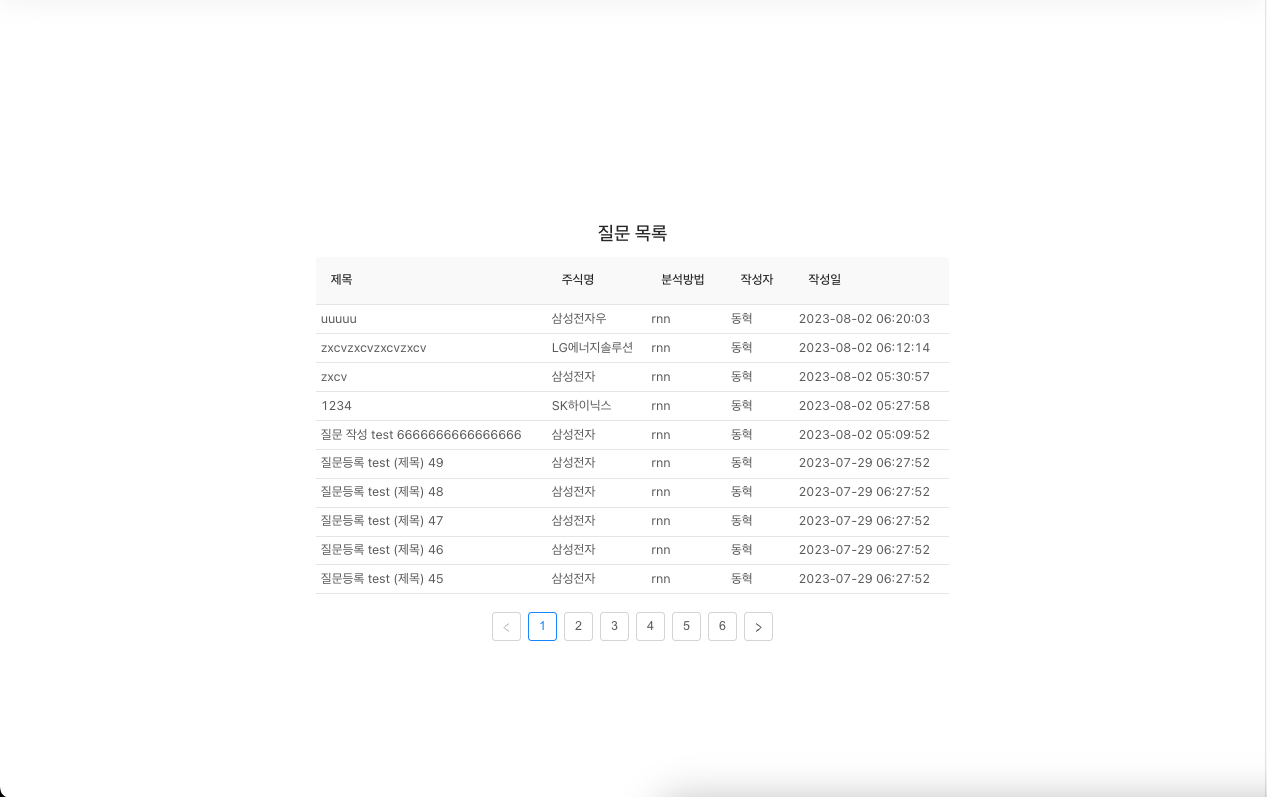 질문 목록
제목 주식명 분석방법 작성자 작성일
uuuuu 삼성전자우 rnn 동혁 2023-08-02 06:20:03
zxcvzxcvzxcvzxcv LG에너지솔루션 rnn 동혁 2023-08-02 06:12:14
zxcv 삼성전자 rnn 동혁 2023-08-02 05:30:57
1234 SK하이닉스 rnn 동혁 2023-08-02 05:27:58
질문 작성 test 6666666666666666 삼성전자 rnn 동혁 2023-08-02 05:09:52
질문등록 test (제목) 49 삼성전자 rnn 동혁 2023-07-29 06:27:52
질문등록 test (제목) 48 삼성전자 rnn 동혁 2023-07-29 06:27:52
질문등록 test (제목) 47 삼성전자 rnn 동혁 2023-07-29 06:27:52
질문등록 test (제목) 46 삼성전자 rnn 동혁 2023-07-29 06:27:52
질문등록 test (제목) 45 삼성전자 rnn 동혁 2023-07-29 06:27:52
< 1 2 3 4 5 6 >